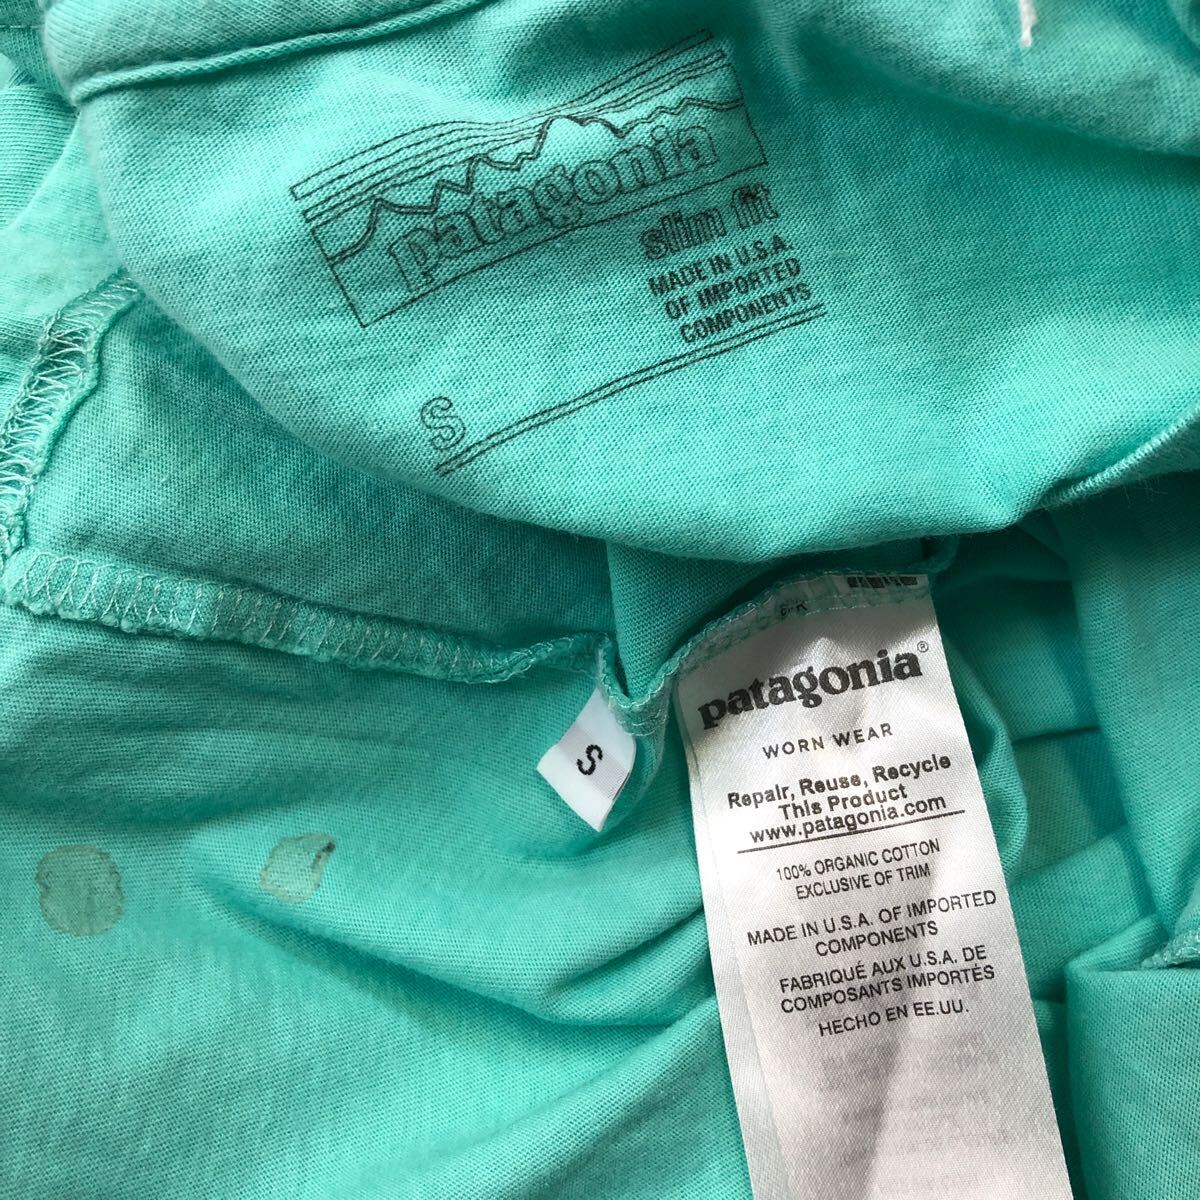 patagonia
slim fit
MADE IN U.S.A.
OF IMPORTED
COMPONENTS
S
S
patagonia®
WORN WEAR
Repair, Reuse, Recycle
This Product
www.patagonia.com
100% ORGANIC COTTON
EXCLUSIVE OF TRIM
MADE IN U.S.A. OF IMPORTED
COMPONENTS
FABRIQUÉ AUX U.S.A. DE
COMPOSANTS IMPORTÉS
HECHO EN EE.UU.